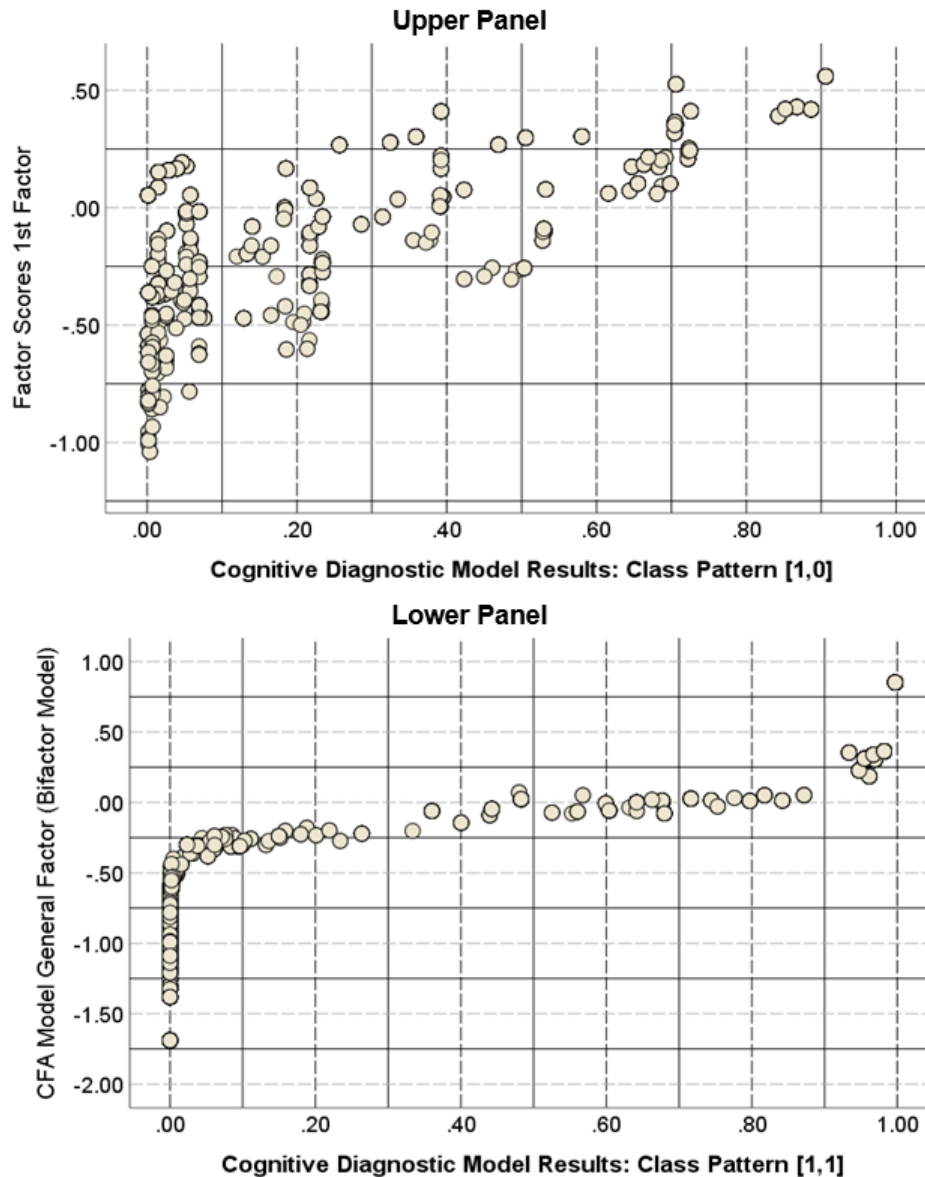 Upper Panel
Factor Scores 1st Factor
.50
.00
-.50
-1.00
.00 .20 .40 .60 .80 1.00
Cognitive Diagnostic Model Results: Class Pattern [1,0]
Lower Panel
CFA Model General Factor (Bifactor Model)
1.00
.50
.00
-.50
-1.00
-1.50
-2.00
.00 .20 .40 .60 .80 1.00
Cognitive Diagnostic Model Results: Class Pattern [1,1]